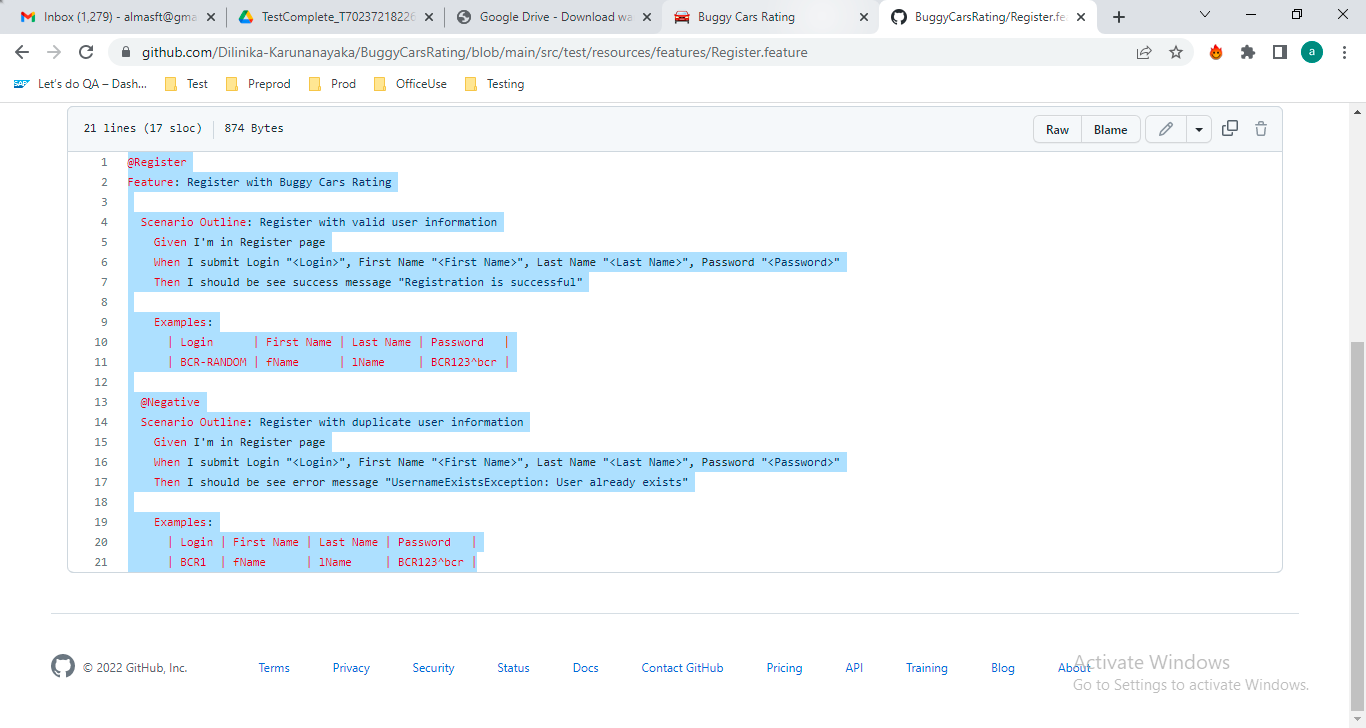 Inbox (1,279) - almasft@gma
TestComplete_T70237218226
Google Drive - Download wa
Buggy Cars Rating
BuggyCarsRating/Register.fe
github.com/Dilinika-Karunanayaka/BuggyCarsRating/blob/main/src/test/resources/features/Register.feature
a
SAP Let's do QA – Dash...
Test
Preprod
Prod
OfficeUse
Testing
21 lines (17 sloc) 874 Bytes
Raw Blame
1 @Register
2 Feature: Register with Buggy Cars Rating
3
4 Scenario Outline: Register with valid user information
5 Given I'm in Register page
6 When I submit Login "<Login>", First Name "<First Name>", Last Name "<Last Name>", Password "<Password>"
7 Then I should be see success message "Registration is successful"
8
9 Examples:
10 | Login | First Name | Last Name | Password |
11 | BCR-RANDOM | fName | lName | BCR123^bcr |
12
13 @Negative
14 Scenario Outline: Register with duplicate user information
15 Given I'm in Register page
16 When I submit Login "<Login>", First Name "<First Name>", Last Name "<Last Name>", Password "<Password>"
17 Then I should be see error message "UsernameExistsException: User already exists"
18
19 Examples:
20 | Login | First Name | Last Name | Password |
21 | BCR1 | fName | lName | BCR123^bcr |
© 2022 GitHub, Inc. Terms Privacy Security Status Docs Contact GitHub Pricing API Training Blog About
Activate Windows
Go to Settings to activate Windows.